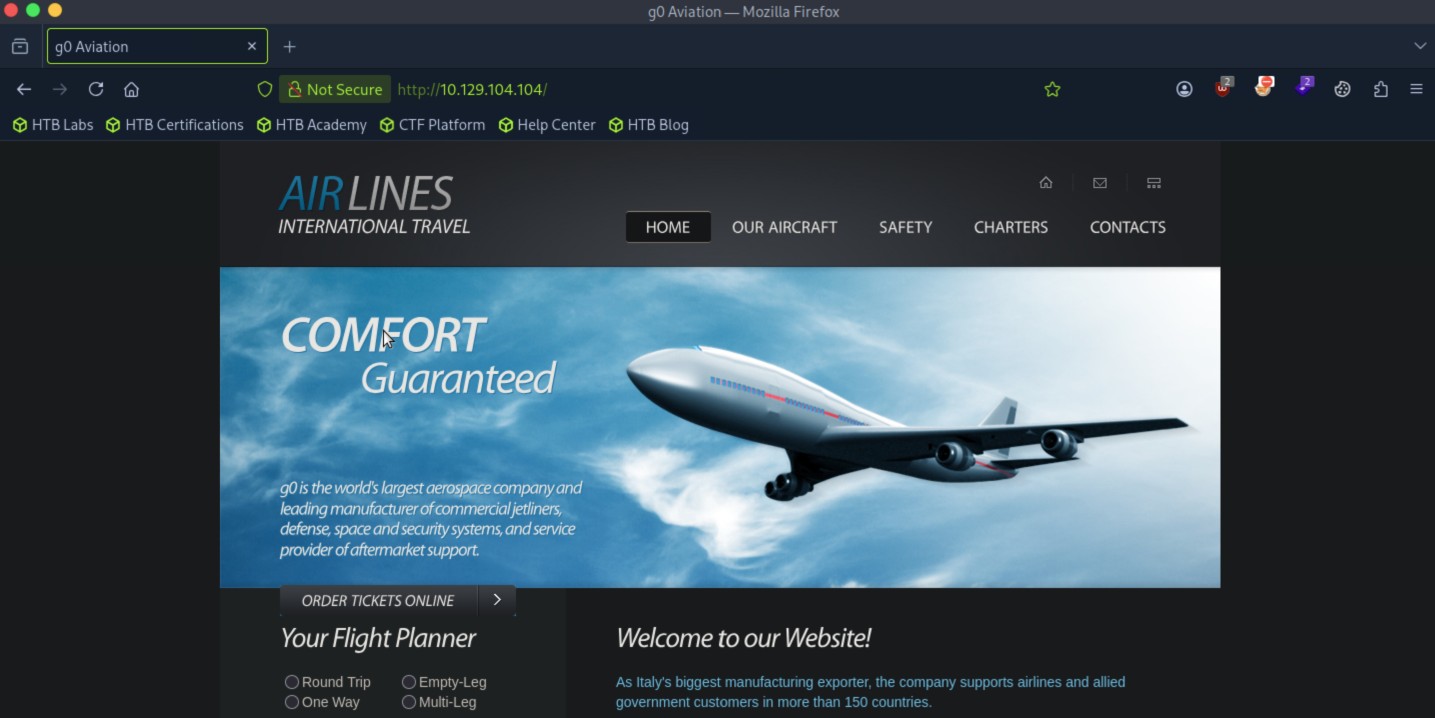 g0 Aviation — Mozilla Firefox
g0 Aviation
Not Secure http://10.129.104.104/
2 2
HTB Labs HTB Certifications HTB Academy CTF Platform Help Center HTB Blog
AIRLINES
INTERNATIONAL TRAVEL
HOME OUR AIRCRAFT SAFETY CHARTERS CONTACTS
COMFORT
Guaranteed
g0 is the world's largest aerospace company and
leading manufacturer of commercial jetliners,
defense, space and security systems, and service
provider of aftermarket support.
ORDER TICKETS ONLINE
Your Flight Planner
Round Trip Empty-Leg
One Way Multi-Leg
Welcome to our Website!
As Italy's biggest manufacturing exporter, the company supports airlines and allied
government customers in more than 150 countries.